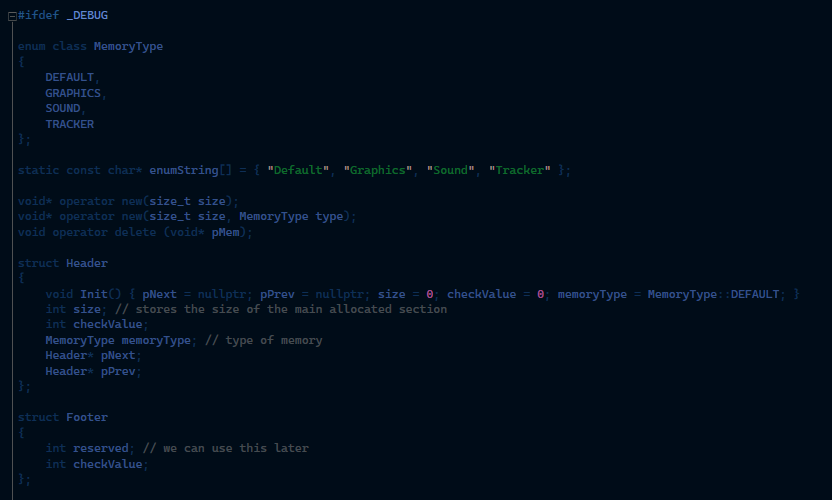 #ifdef _DEBUG
enum class MemoryType
{
DEFAULT,
GRAPHICS,
SOUND,
TRACKER
};
static const char* enumString[] = { "Default", "Graphics", "Sound", "Tracker" };
void* operator new(size_t size);
void* operator new(size_t size, MemoryType type);
void operator delete (void* pMem);
struct Header
{
void Init() { pNext = nullptr; pPrev = nullptr; size = 0; checkValue = 0; memoryType = MemoryType::DEFAULT; }
int size; // stores the size of the main allocated section
int checkValue;
MemoryType memoryType; // type of memory
Header* pNext;
Header* pPrev;
};
struct Footer
{
int reserved; // we can use this later
int checkValue;
};